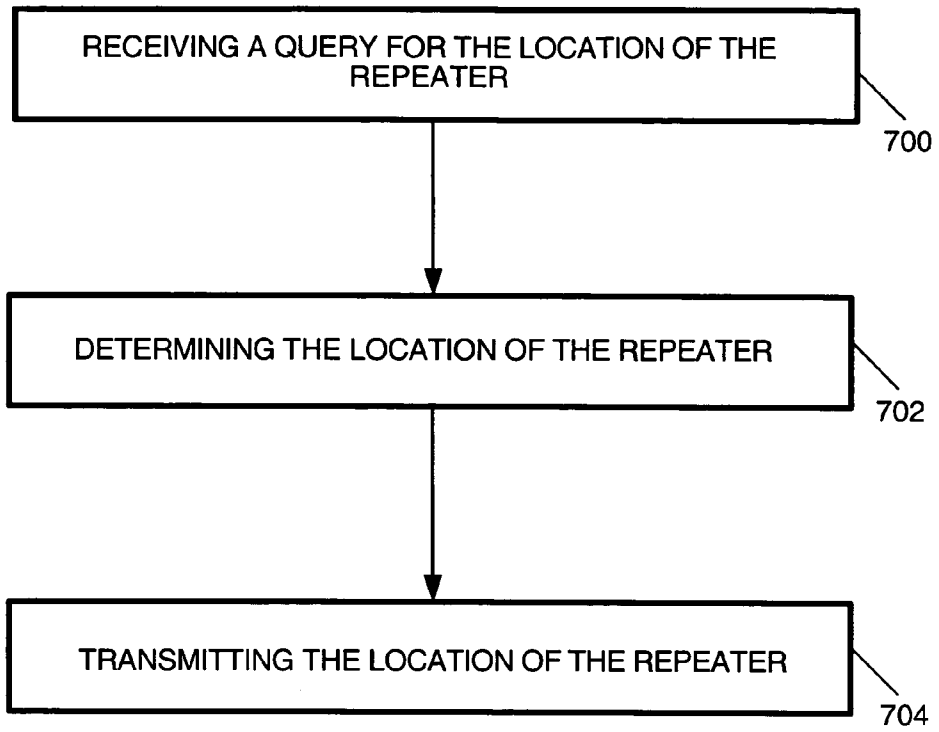 RECEIVING A QUERY FOR THE LOCATION OF THE
REPEATER
700
DETERMINING THE LOCATION OF THE REPEATER
702
TRANSMITTING THE LOCATION OF THE REPEATER
704